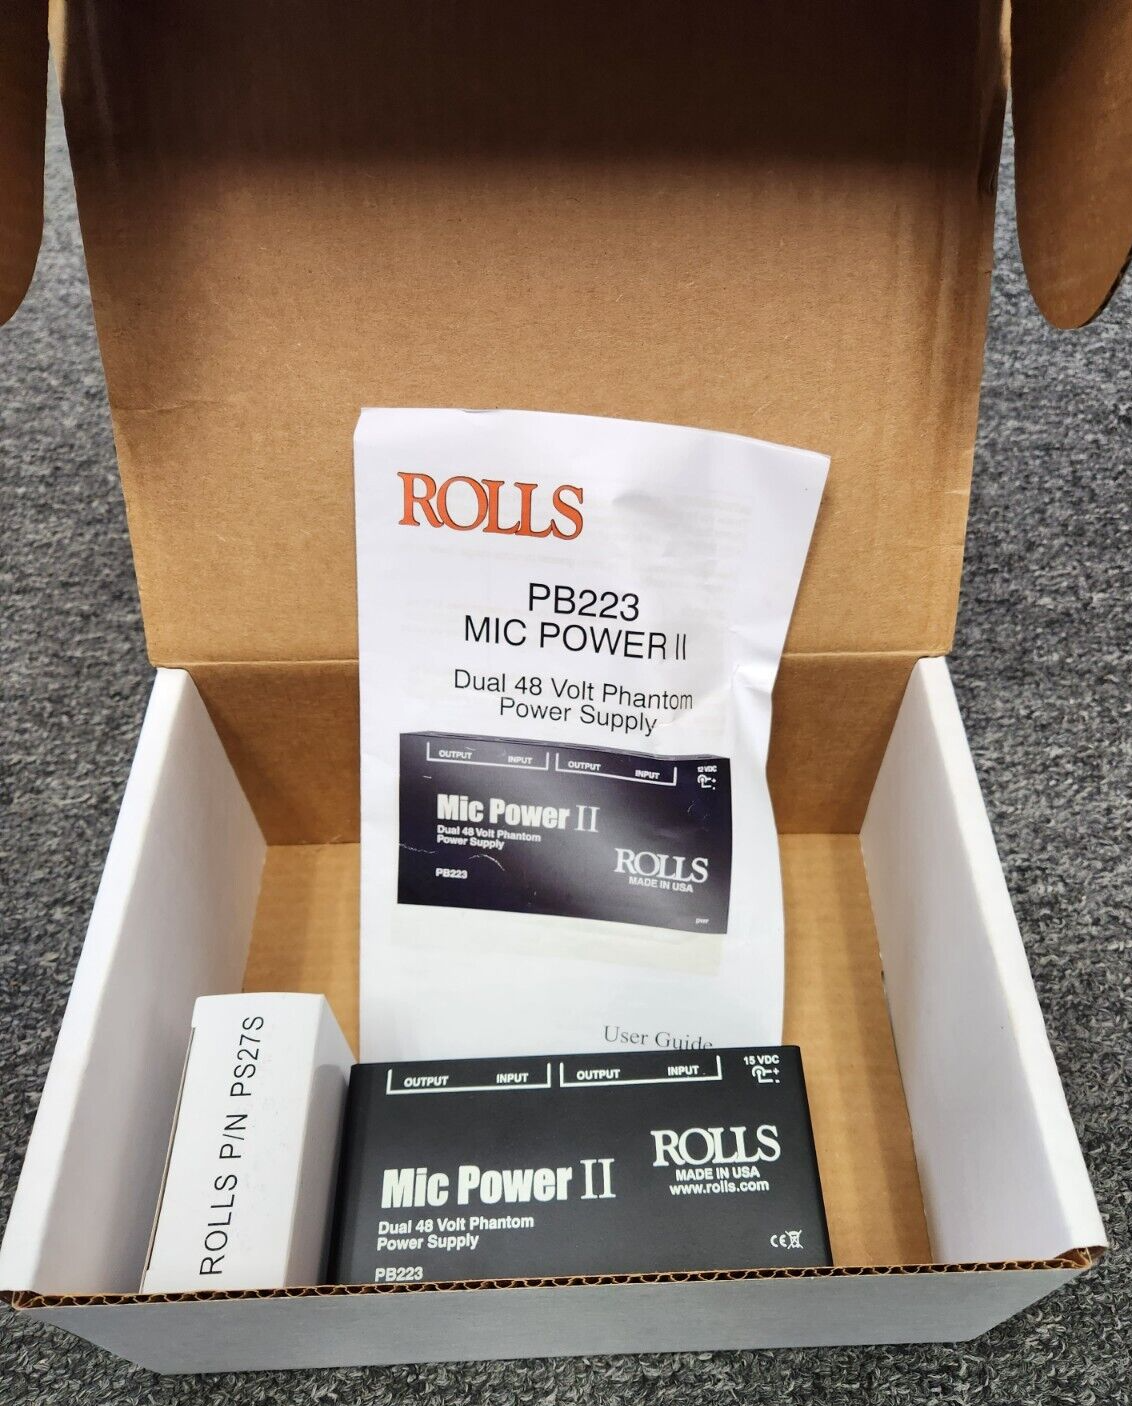 ROLLS
PB223
MIC POWER II
Dual 48 Volt Phantom
Power Supply
OUTPUT INPUT OUTPUT INPUT 12 VDC
Mic Power II
Dual 48 Volt Phantom
Power Supply
PB223
ROLLS
MADE IN USA
pwr
User Guide
ROLLS P/N PS27S
OUTPUT INPUT OUTPUT INPUT 15 VDC
Mic Power II
Dual 48 Volt Phantom
Power Supply
PB223
ROLLS
MADE IN USA
www.rolls.com
CE